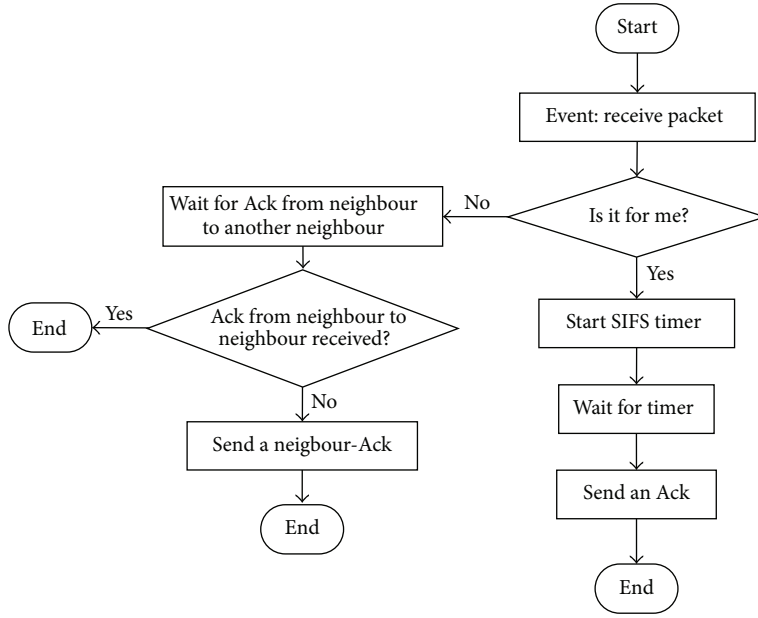 Start
Event: receive packet
Is it for me?
No
Wait for Ack from neighbour
to another neighbour
Yes
Start SIFS timer
Wait for timer
Send an Ack
End
Ack from neighbour to
neighbour received?
Yes
End
No
Send a neigbour-Ack
End